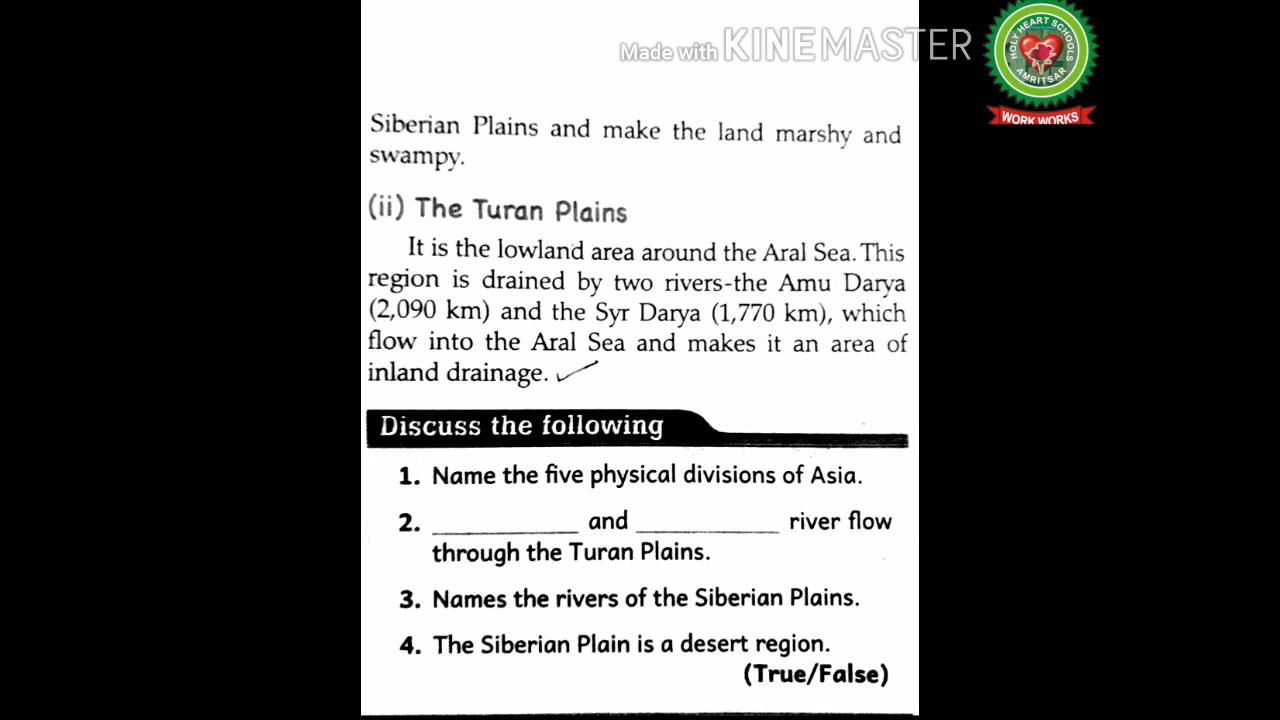 Made with KINEMASTER
HOLY HEART SCHOOLS
AMRITSAR
WORK WORKS
Siberian Plains and make the land marshy and
swampy.
(ii) The Turan Plains
It is the lowland area around the Aral Sea. This
region is drained by two rivers-the Amu Darya
(2,090 km) and the Syr Darya (1,770 km), which
flow into the Aral Sea and makes it an area of
inland drainage.
Discuss the following
1. Name the five physical divisions of Asia.
2. ____________ and ____________ river flow
through the Turan Plains.
3. Names the rivers of the Siberian Plains.
4. The Siberian Plain is a desert region.
(True/False)